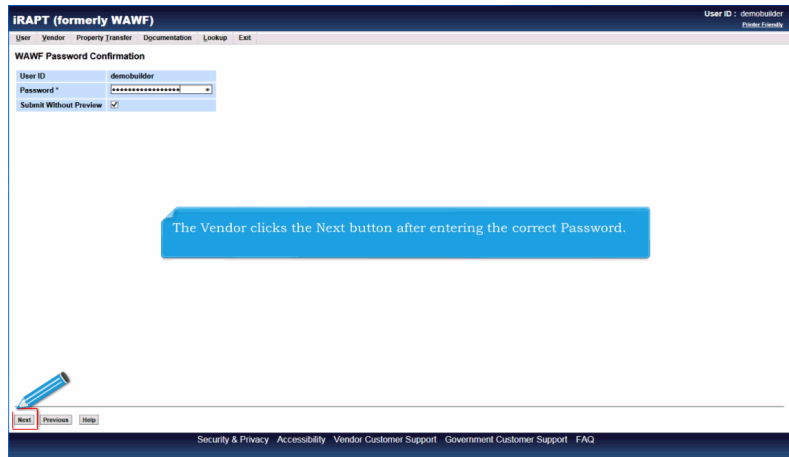 iRAPT (formerly WAWF)
User ID : demobuilder
Printer Friendly
User Vendor Property Transfer Documentation Lookup Exit
WAWF Password Confirmation
User ID demobuilder
Password * •••••••••••••••••
Submit Without Preview
The Vendor clicks the Next button after entering the correct Password.
Next Previous Help
Security & Privacy Accessibility Vendor Customer Support Government Customer Support FAQ